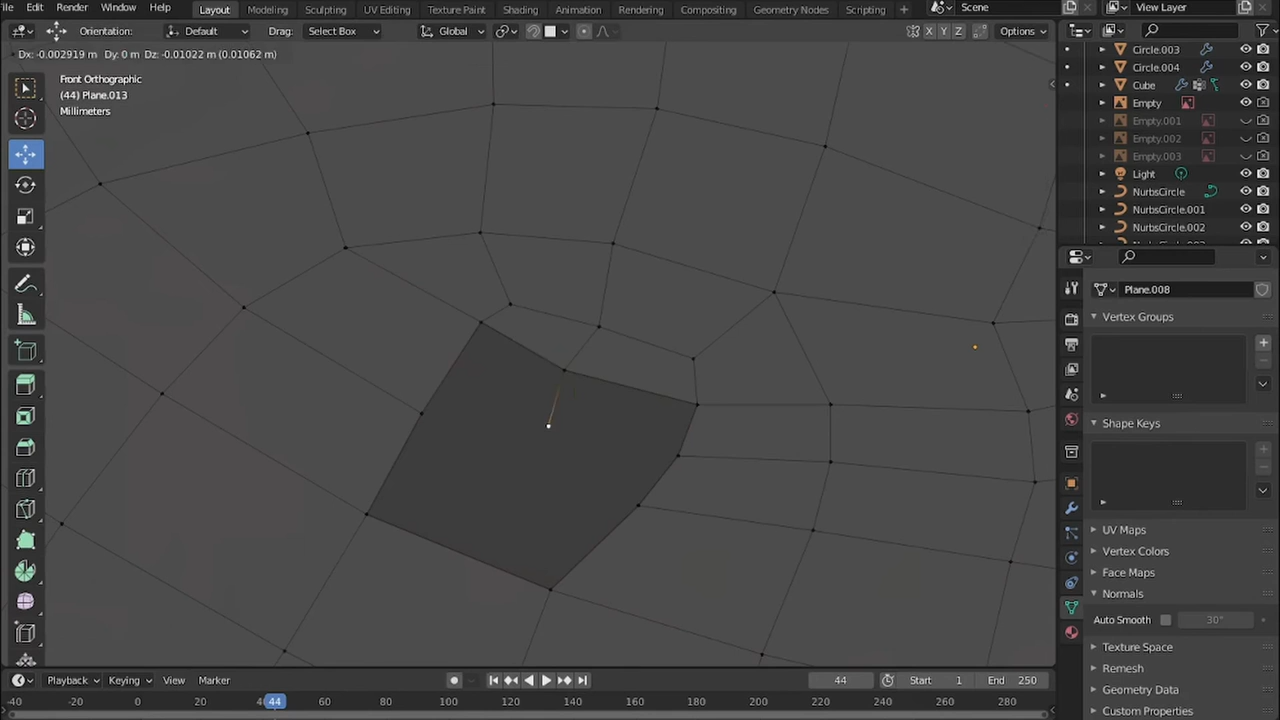 ile Edit Render Window Help Layout Modeling Sculpting UV Editing Texture Paint Shading Animation Rendering Compositing Geometry Nodes Scripting + Scene View Layer
Orientation: Default Drag: Select Box Global X Y Z Options
Dx: -0.002919 m Dy: 0 m Dz: -0.01022 m (0.01062 m)
Front Orthographic
(44) Plane.013
Millimeters
Circle.003
Circle.004
Cube
Empty
Empty.001
Empty.002
Empty.003
Light
NurbsCircle
NurbsCircle.001
NurbsCircle.002
Plane.008
Vertex Groups
Shape Keys
UV Maps
Vertex Colors
Face Maps
Normals
Auto Smooth 30°
Texture Space
Remesh
Geometry Data
Custom Properties
Playback Keying View Marker 44 Start 1 End 250
-40 -20 0 20 44 60 80 100 120 140 160 180 200 220 240 260 280